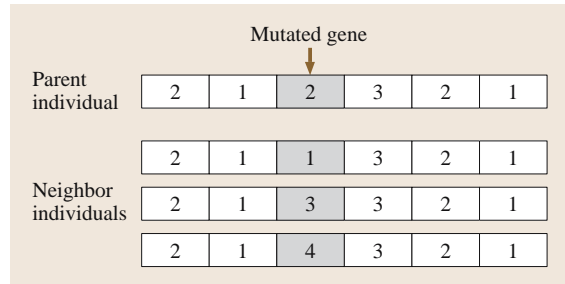 Mutated gene
Parent
individual
2 1 2 3 2 1
2 1 1 3 2 1
Neighbor
individuals
2 1 3 3 2 1
2 1 4 3 2 1